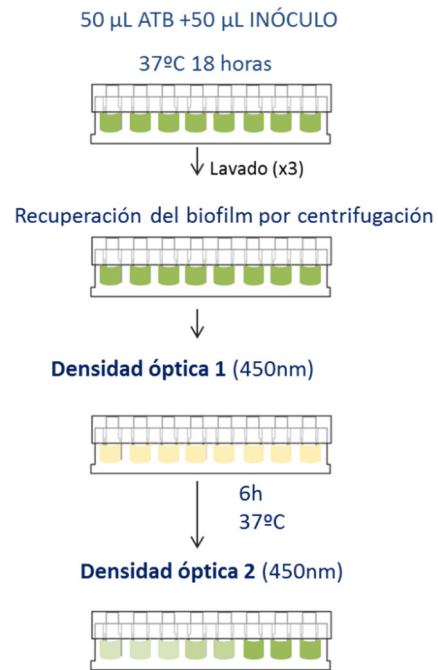 50 µL ATB +50 µL INÓCULO
37ºC 18 horas
Lavado (x3)
Recuperación del biofilm por centrifugación
Densidad óptica 1 (450nm)
6h
37ºC
Densidad óptica 2 (450nm)